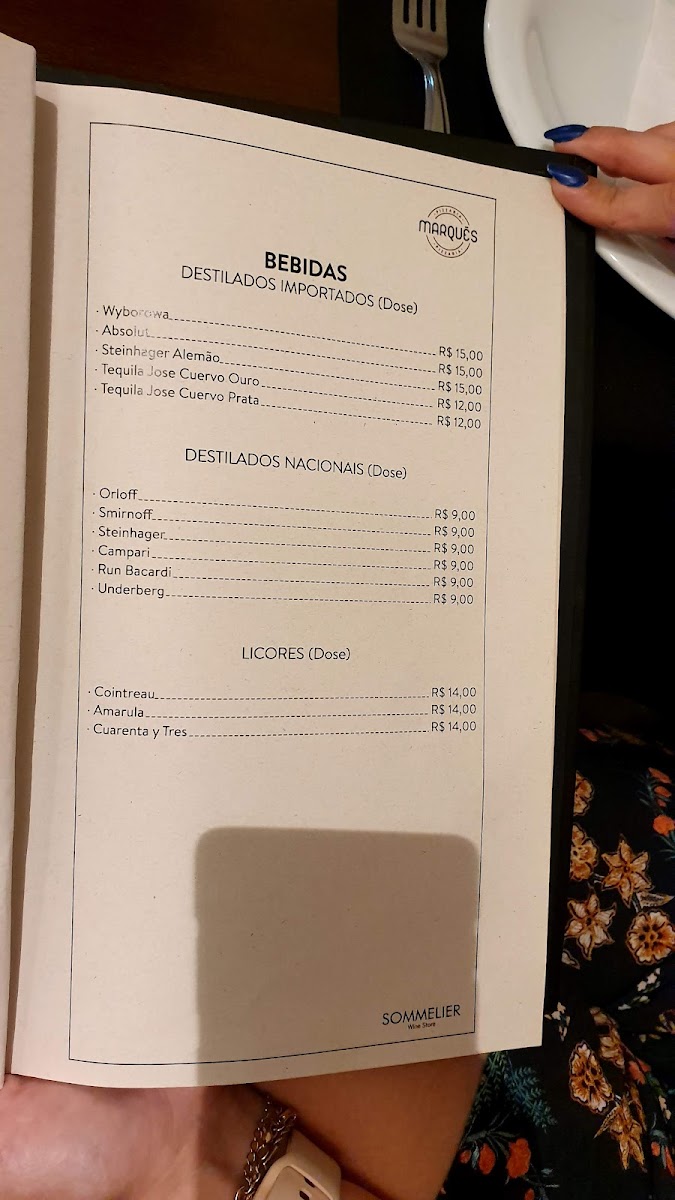 PIZZARIA
MARQUÊS
PIZZARIA
BEBIDAS
DESTILADOS IMPORTADOS (Dose)
· Wyborowa R$ 15,00
· Absolut R$ 15,00
· Steinhager Alemão R$ 15,00
· Tequila Jose Cuervo Ouro R$ 12,00
· Tequila Jose Cuervo Prata R$ 12,00
DESTILADOS NACIONAIS (Dose)
· Orloff R$ 9,00
· Smirnoff R$ 9,00
· Steinhager R$ 9,00
· Campari R$ 9,00
· Run Bacardi R$ 9,00
· Underberg R$ 9,00
LICORES (Dose)
· Cointreau R$ 14,00
· Amarula R$ 14,00
· Cuarenta y Tres R$ 14,00
SOMMELIER
Wine Store